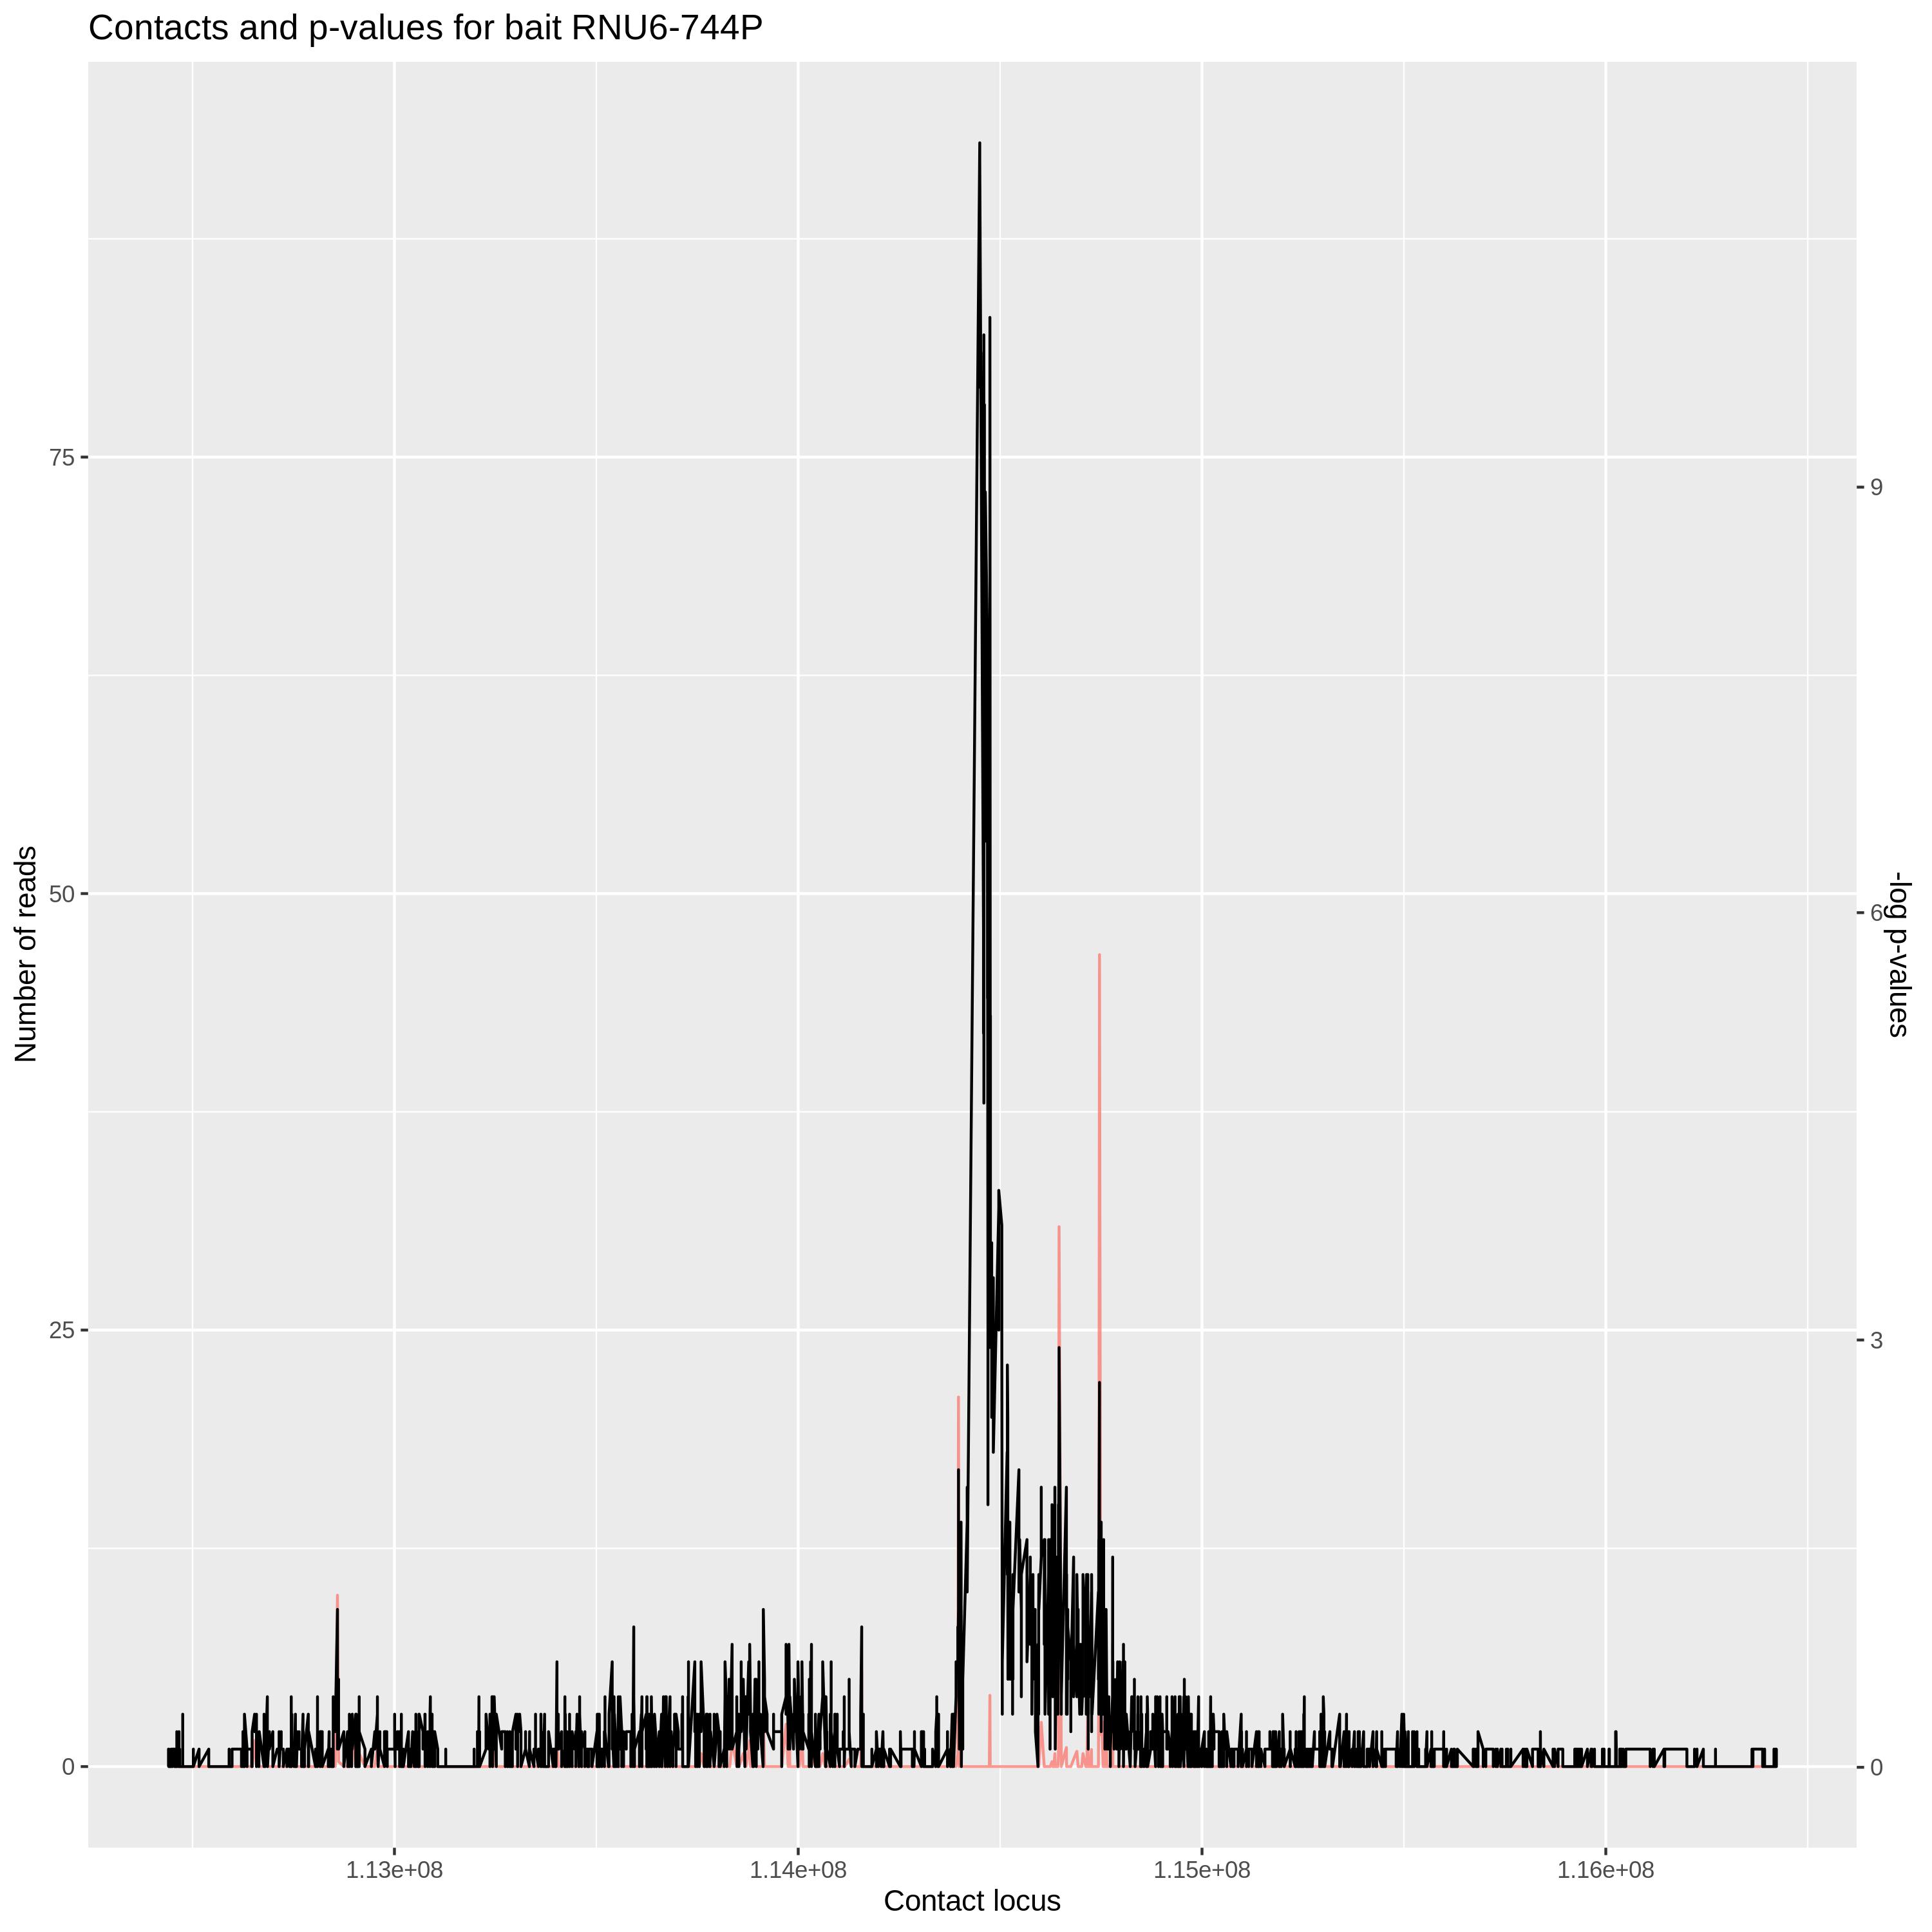 Contacts and p-values for bait RNU6-744P
Number of reads
75
50
25
0
9
6
3
0
-log p-values
1.13e+08 1.14e+08 1.15e+08 1.16e+08
Contact locus